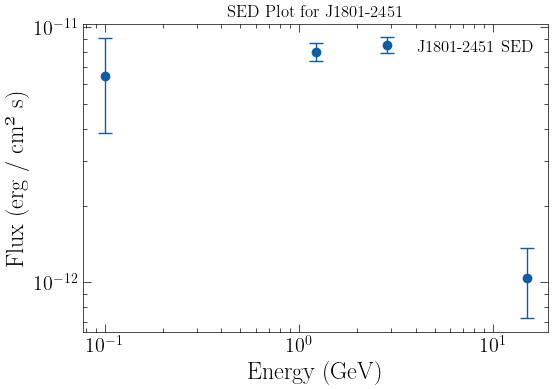 SED Plot for J1801-2451
J1801-2451 SED
Flux (erg / cm² s)
10⁻¹¹
10⁻¹²
10⁻¹
10⁰
10¹
Energy (GeV)